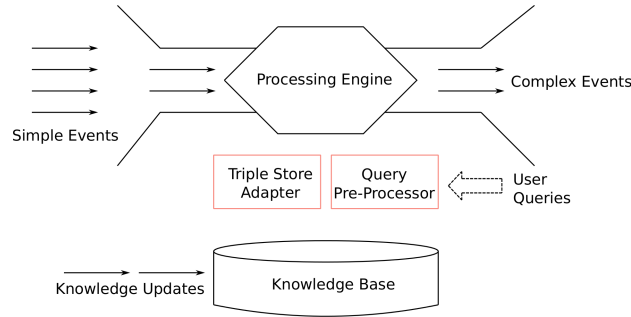 Processing Engine
Complex Events
Simple Events
Triple Store
Adapter
Query
Pre-Processor
User
Queries
Knowledge Updates
Knowledge Base